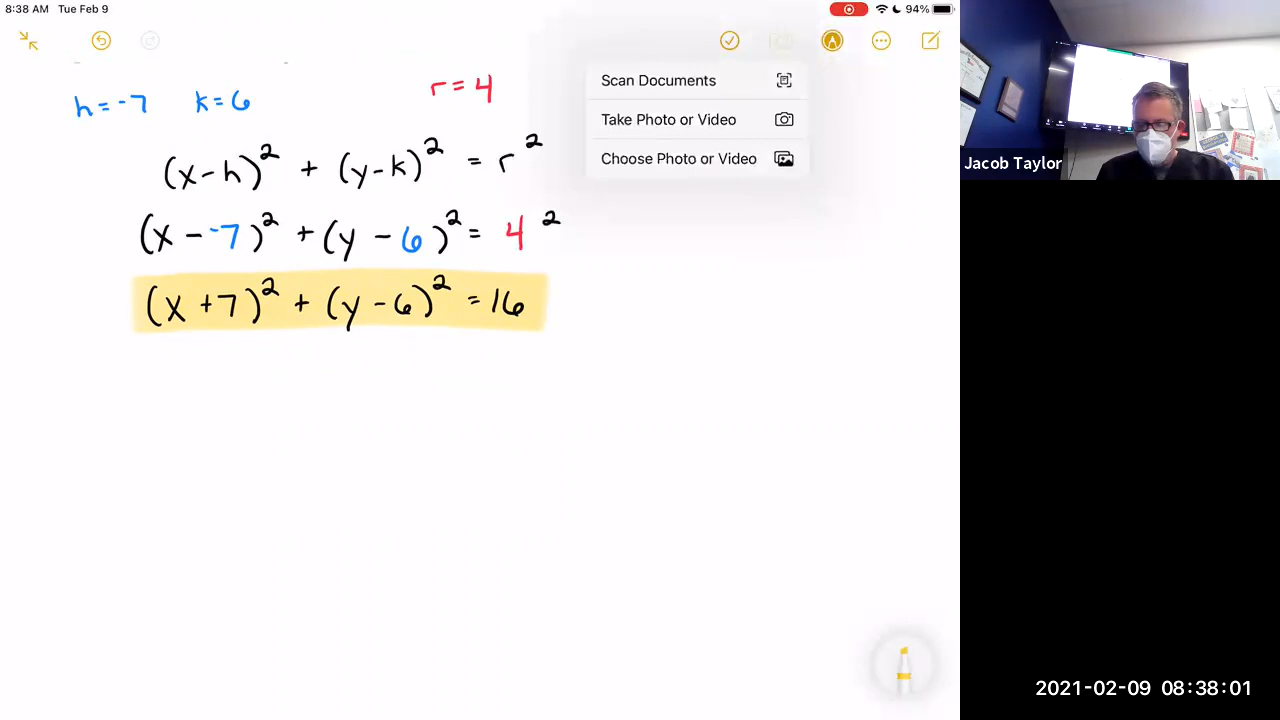 8:38 AM Tue Feb 9
94%
h = -7 k = 6 r = 4
Scan Documents
Take Photo or Video
Choose Photo or Video
(x - h)² + (y - k)² = r²
(x - -7)² + (y - 6)² = 4²
(x + 7)² + (y - 6)² = 16
Jacob Taylor
2021-02-09 08:38:01